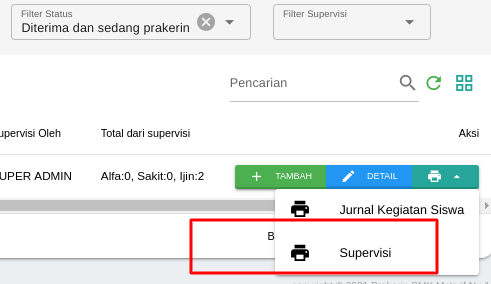 Filter Status
Diterima dan sedang prakerin
Filter Supervisi
Pencarian
upervisi Oleh
Total dari supervisi
Aksi
UPER ADMIN
Alfa:0, Sakit:0, Ijin:2
TAMBAH
DETAIL
Jurnal Kegiatan Siswa
B
Supervisi